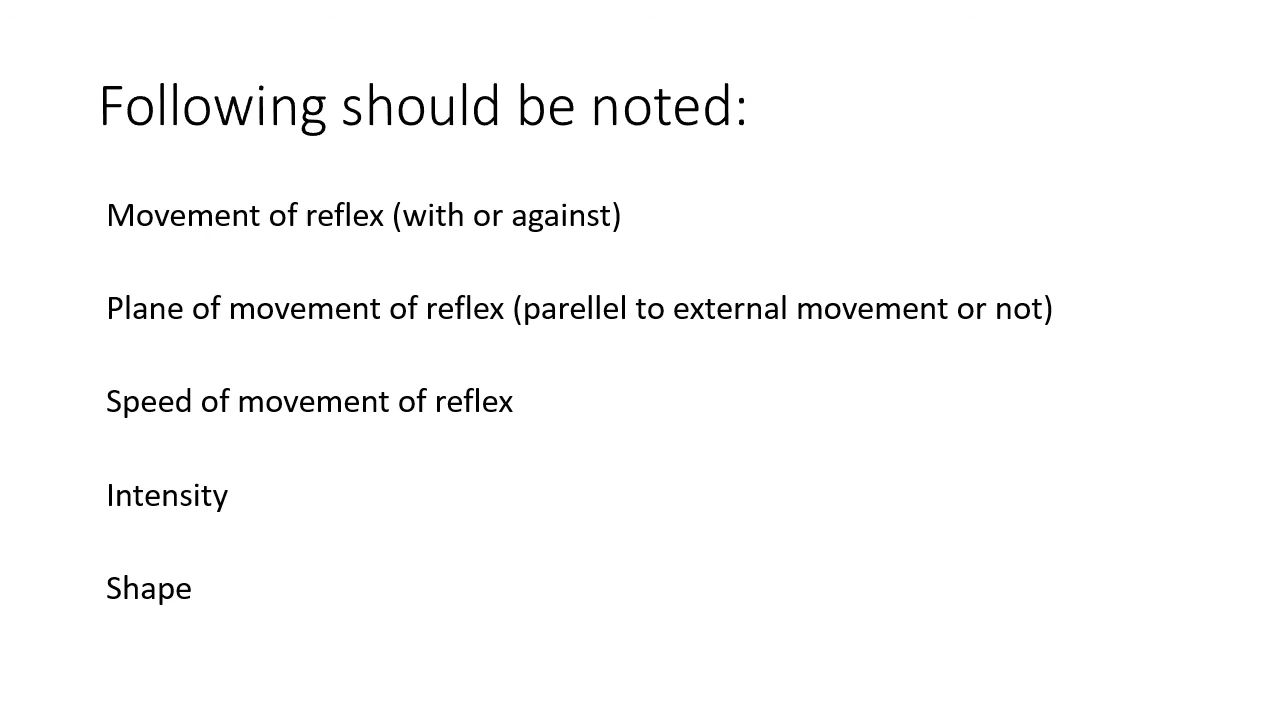 Following should be noted:
Movement of reflex (with or against)
Plane of movement of reflex (parellel to external movement or not)
Speed of movement of reflex
Intensity
Shape